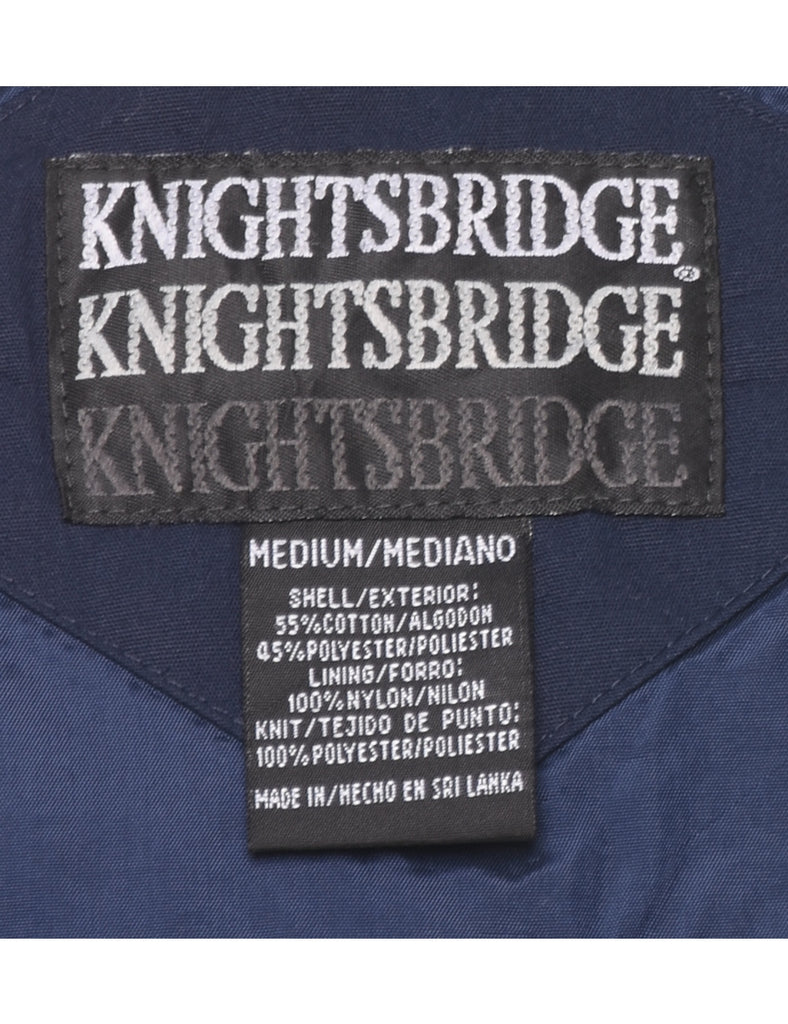 KNIGHTSBRIDGE®
KNIGHTSBRIDGE
KNIGHTSBRIDGE
MEDIUM/MEDIANO
SHELL/EXTERIOR:
55%COTTON/ALGODON
45%POLYESTER/POLIESTER
LINING/FORRO:
100%NYLON/NILON
KNIT/TEJIDO DE PUNTO:
100%POLYESTER/POLIESTER
MADE IN/HECHO EN SRI LANKA